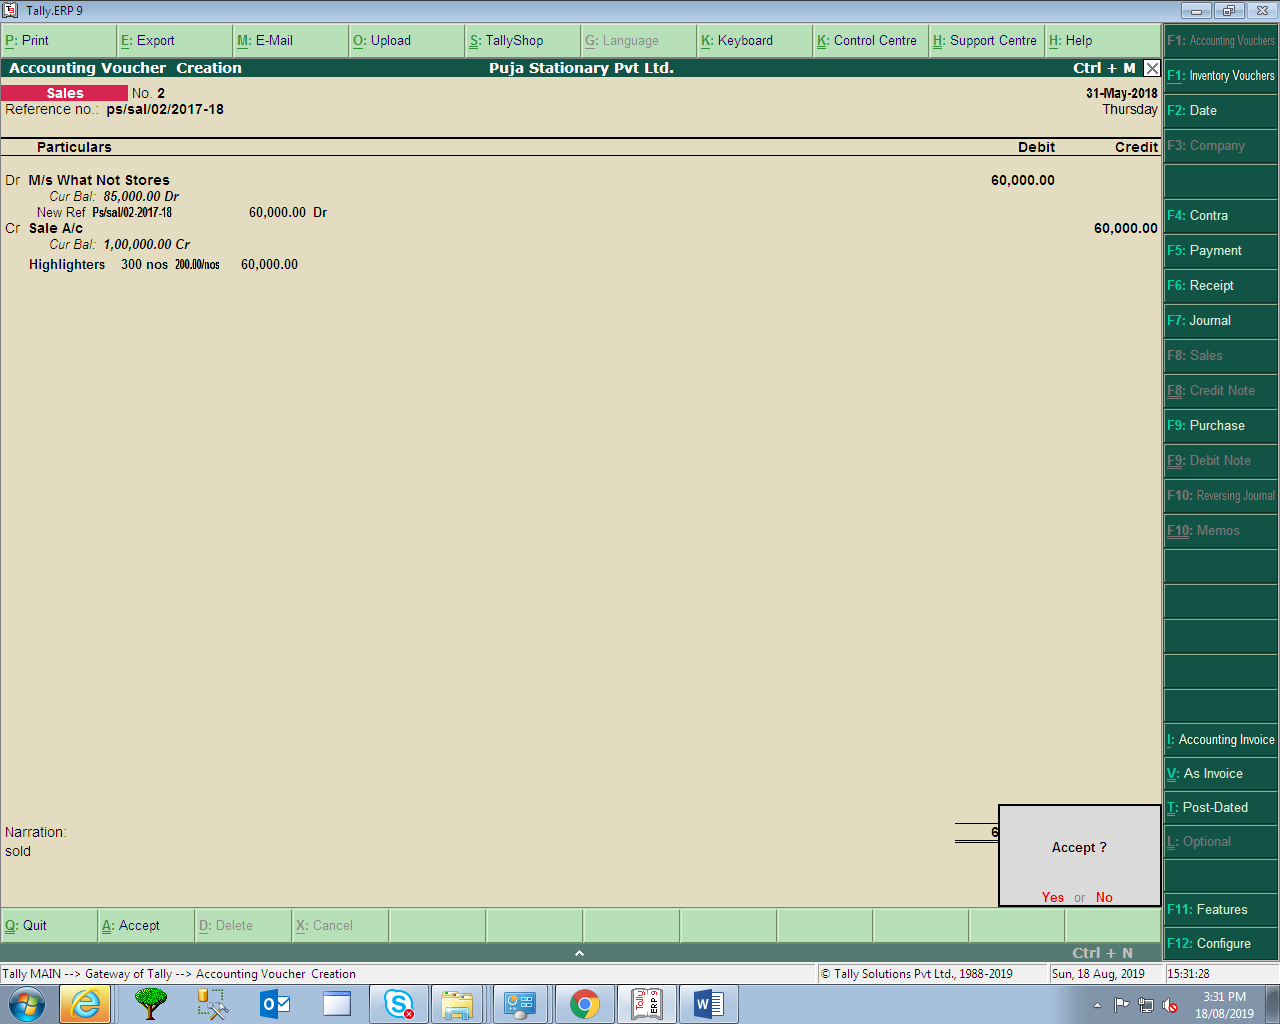 Tally.ERP 9
P: Print E: Export M: E-Mail O: Upload S: TallyShop G: Language K: Keyboard K: Control Centre H: Support Centre H: Help
Accounting Voucher Creation Puja Stationary Pvt Ltd. Ctrl + M
Sales No. 2 31-May-2018
Reference no.: ps/sal/02/2017-18 Thursday
Particulars Debit Credit
Dr M/s What Not Stores 60,000.00
Cur Bal: 85,000.00 Dr
New Ref Ps/sal/02-2017-18 60,000.00 Dr
Cr Sale A/c 60,000.00
Cur Bal: 1,00,000.00 Cr
Highlighters 300 nos 200.00/nos 60,000.00
Narration: 6
sold
Accept ?
Yes or No
Q: Quit A: Accept D: Delete X: Cancel
Ctrl + N
F1: Accounting Vouchers
F1: Inventory Vouchers
F2: Date
F3: Company
F4: Contra
F5: Payment
F6: Receipt
F7: Journal
F8: Sales
F8: Credit Note
F9: Purchase
F9: Debit Note
F10: Reversing Journal
F10: Memos
I: Accounting Invoice
V: As Invoice
T: Post-Dated
L: Optional
F11: Features
F12: Configure
Tally MAIN --> Gateway of Tally --> Accounting Voucher Creation © Tally Solutions Pvt Ltd., 1988-2019 Sun, 18 Aug, 2019 15:31:28
3:31 PM
18/08/2019